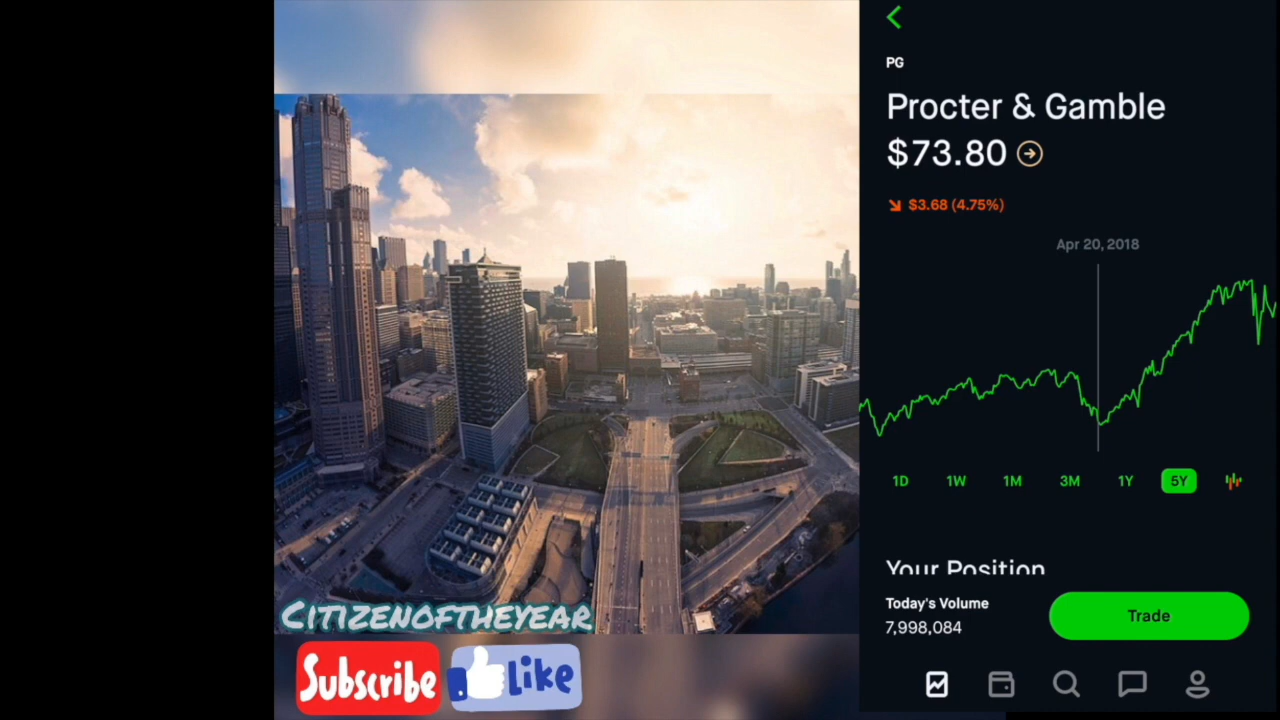 PG
Procter & Gamble
$73.80
$3.68 (4.75%)
Apr 20, 2018
1D 1W 1M 3M 1Y 5Y
Your Position
Today's Volume
7,998,084
Trade
CITIZENOFTHEYEAR
Subscribe
Like